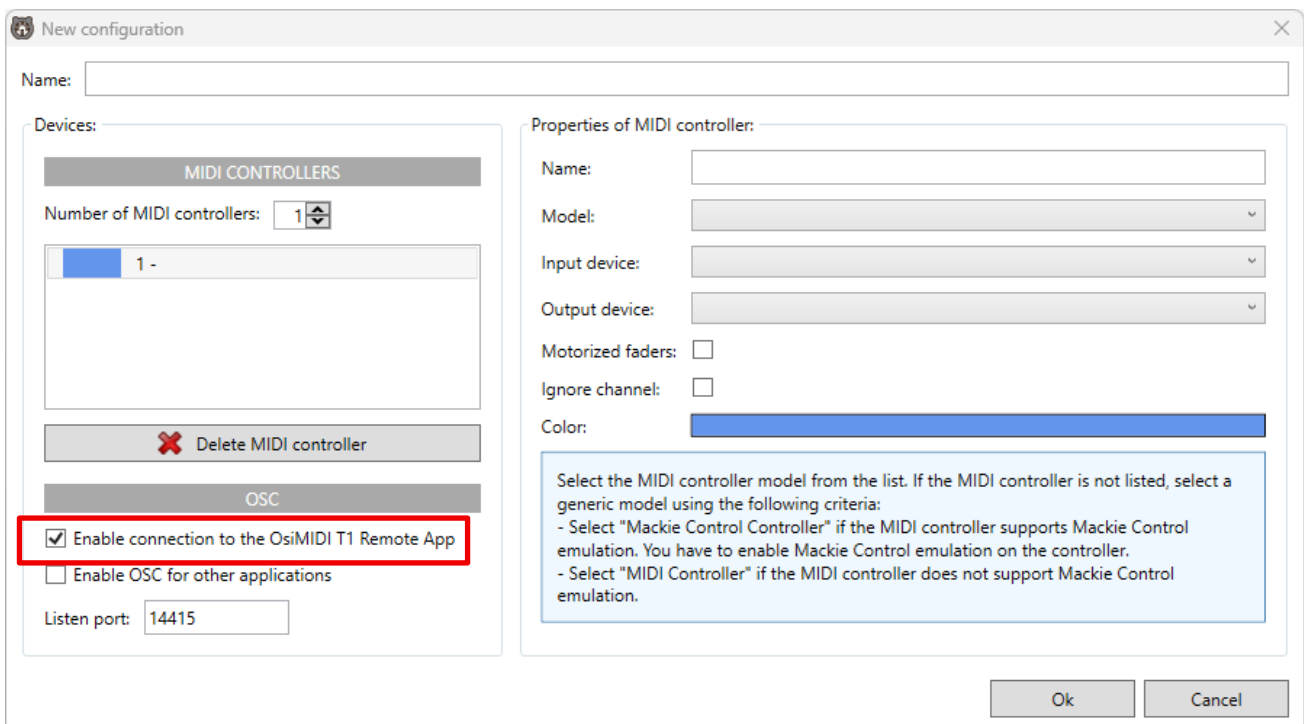 New configuration
Name:
Devices:
MIDI CONTROLLERS
Number of MIDI controllers: 1
1 -
Delete MIDI controller
OSC
Enable connection to the OsiMIDI T1 Remote App
Enable OSC for other applications
Listen port: 14415
Properties of MIDI controller:
Name:
Model:
Input device:
Output device:
Motorized faders:
Ignore channel:
Color:
Select the MIDI controller model from the list. If the MIDI controller is not listed, select a
generic model using the following criteria:
- Select "Mackie Control Controller" if the MIDI controller supports Mackie Control
emulation. You have to enable Mackie Control emulation on the controller.
- Select "MIDI Controller" if the MIDI controller does not support Mackie Control
emulation.
Ok
Cancel